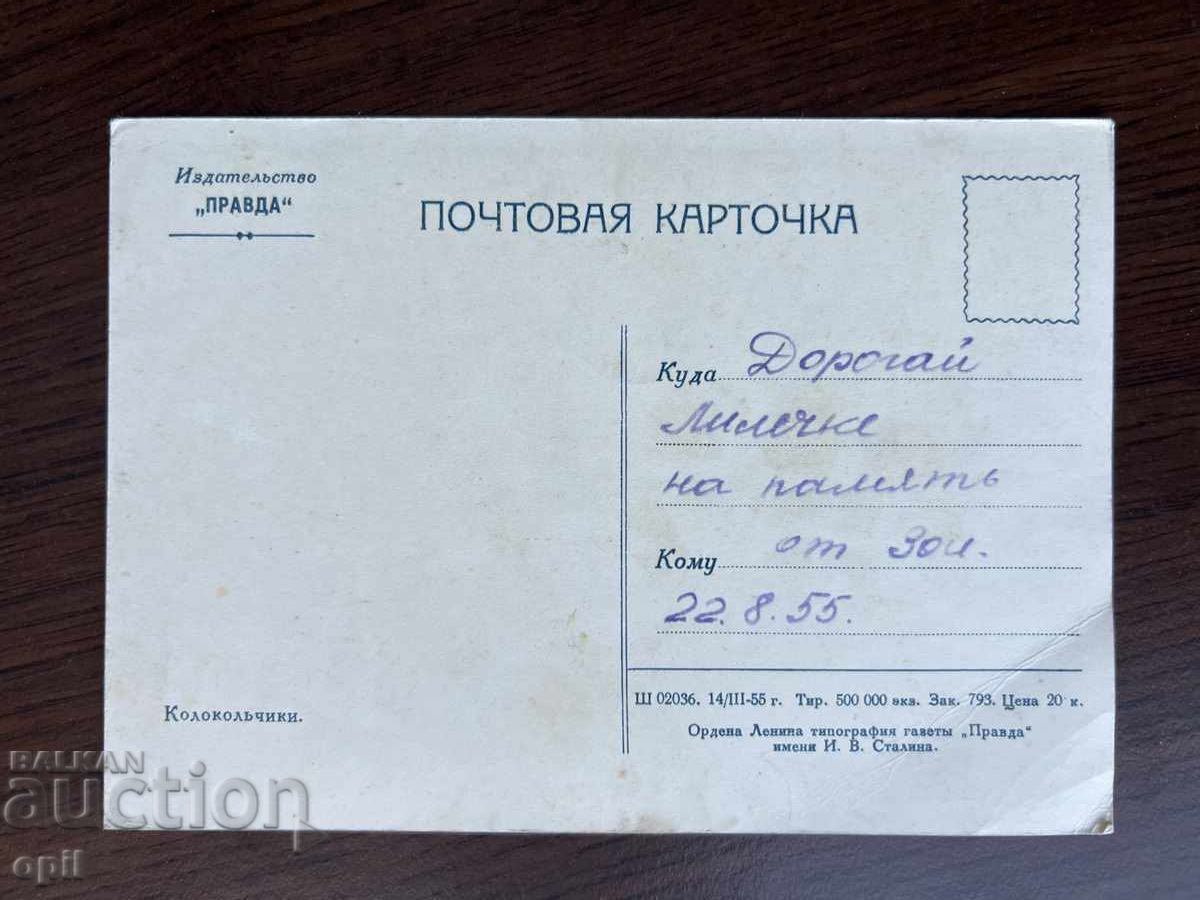 Издательство
„ПРАВДА“
ПОЧТОВАЯ КАРТОЧКА
Куда Дорогай
Лилечке
на память
Кому от Зои.
22.8.55.
Колокольчики.
Ш 02036. 14/III-55 г. Тир. 500 000 экз. Зак. 793. Цена 20 к.
Ордена Ленина типография газеты „Правда“
имени И. В. Сталина.
BALKAN
auction
opil